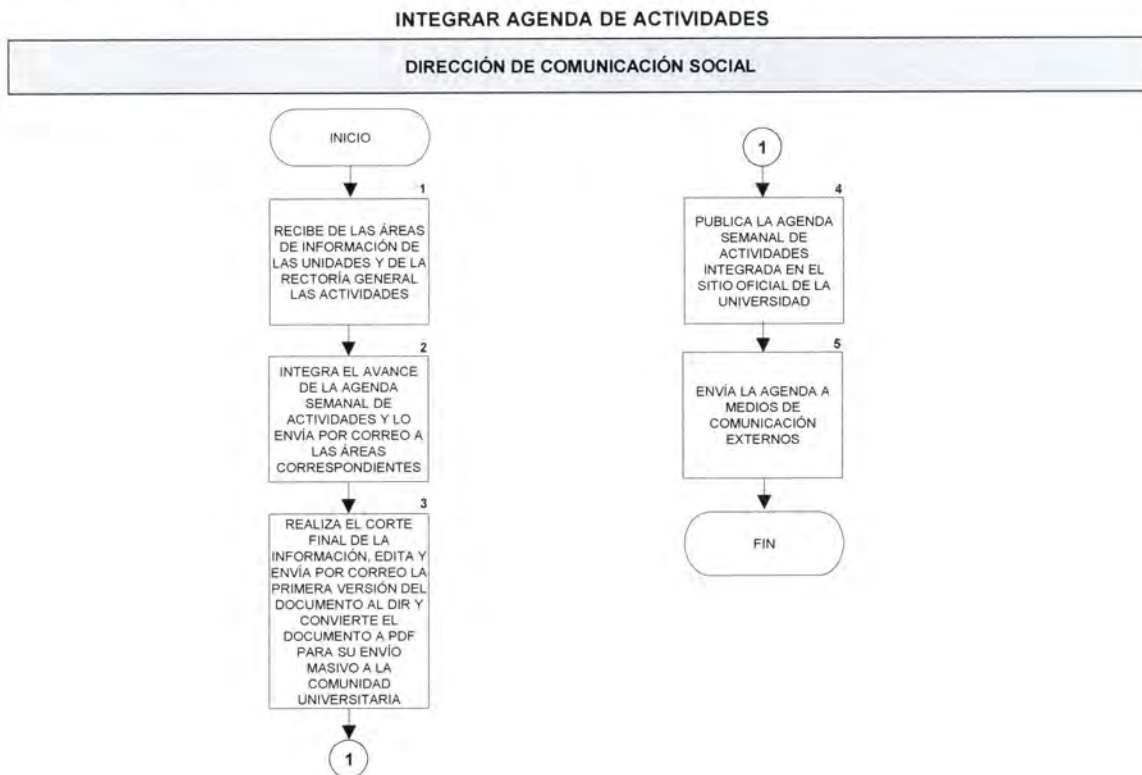 INTEGRAR AGENDA DE ACTIVIDADES
DIRECCIÓN DE COMUNICACIÓN SOCIAL
INICIO
1
RECIBE DE LAS ÁREAS
DE INFORMACIÓN DE
LAS UNIDADES Y DE LA
RECTORÍA GENERAL
LAS ACTIVIDADES
2
INTEGRA EL AVANCE
DE LA AGENDA
SEMANAL DE
ACTIVIDADES Y LO
ENVÍA POR CORREO A
LAS ÁREAS
CORRESPONDIENTES
3
REALIZA EL CORTE
FINAL DE LA
INFORMACIÓN, EDITA Y
ENVÍA POR CORREO LA
PRIMERA VERSIÓN DEL
DOCUMENTO AL DIR Y
CONVIERTE EL
DOCUMENTO A PDF
PARA SU ENVÍO
MASIVO A LA
COMUNIDAD
UNIVERSITARIA
1
1
4
PUBLICA LA AGENDA
SEMANAL DE
ACTIVIDADES
INTEGRADA EN EL
SITIO OFICIAL DE LA
UNIVERSIDAD
5
ENVÍA LA AGENDA A
MEDIOS DE
COMUNICACIÓN
EXTERNOS
FIN